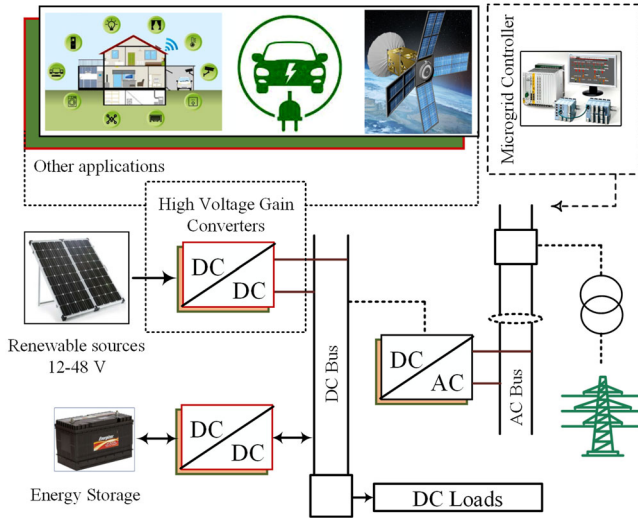 Other applications
Microgrid Controller
High Voltage Gain
Converters
DC
DC
Renewable sources
12-48 V
DC Bus
DC
AC
AC Bus
DC
DC
Energizer
Energy Storage
DC Loads